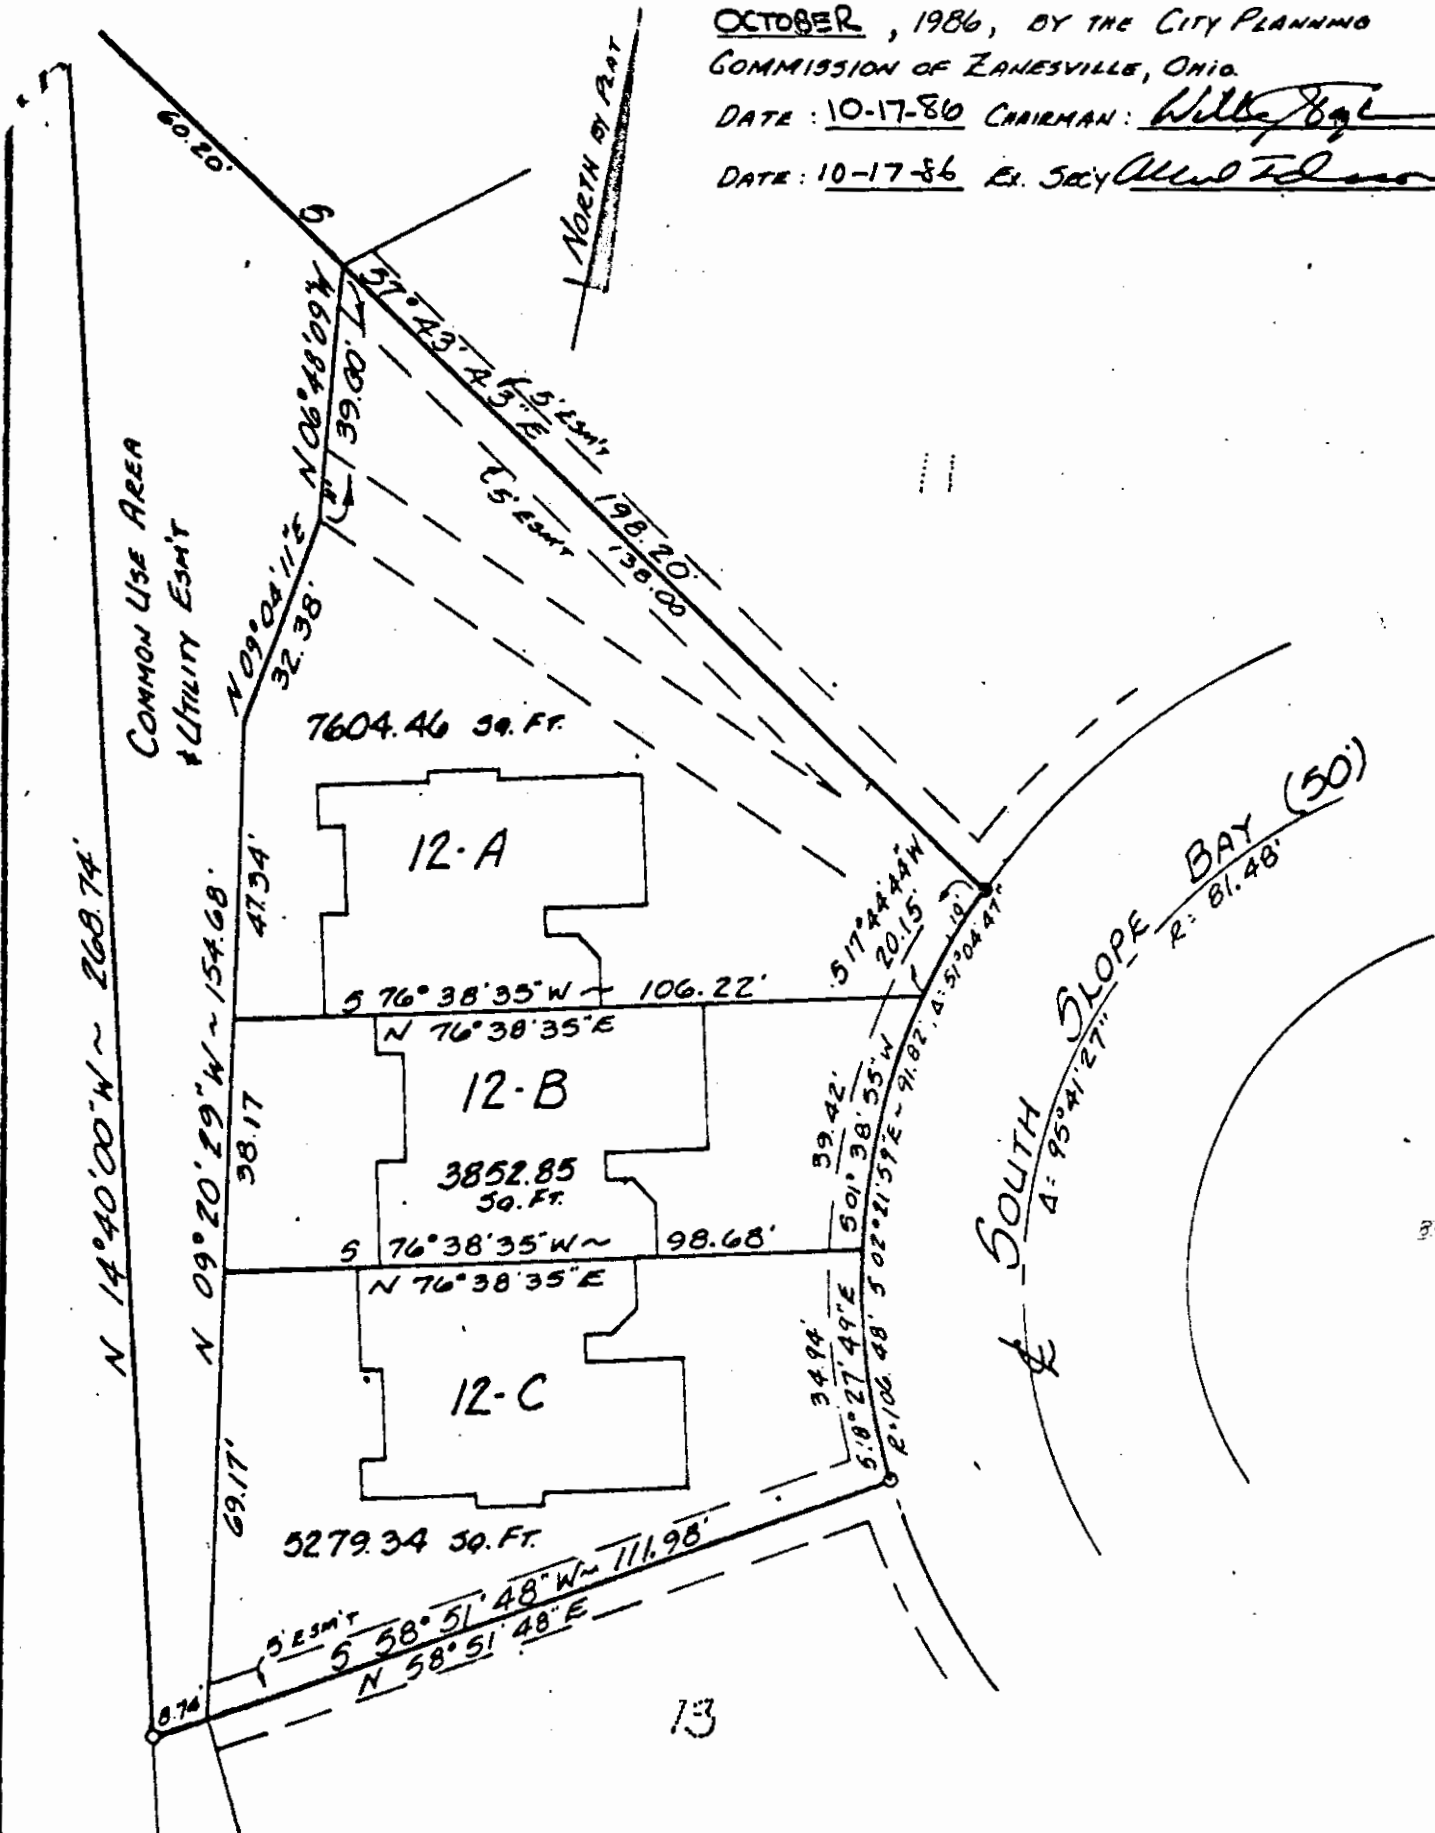 OCTOBER, 1986, BY THE CITY PLANNING
COMMISSION OF ZANESVILLE, OHIO.
DATE: 10-17-86 CHAIRMAN:
DATE: 10-17-86 EX. SEC'Y
NORTH BY PLAT
60.20'
S 57° 43' 43" E
198.20'
138.00
5' ESM'T
5' ESM'T
N 06° 48' 09" W
39.00'
N 09° 04' 11" E
32.38'
COMMON USE AREA
& UTILITY ESM'T
11
7604.46 SQ. FT.
12-A
47.34'
N 14° 40' 00" W ~ 268.74'
N 09° 20' 29" W ~ 154.68'
S 76° 38' 35" W ~ 106.22'
N 76° 38' 35" E
S 17° 44' 44" W
20.15'
10'
12-B
3852.85
SQ. FT.
38.17
39.42'
S 01° 38' 55" W
S 76° 38' 35" W ~ 98.68'
N 76° 38' 35" E
R=106.48' S 02° 21' 59" E ~ 91.82', Δ=51° 04' 47"
34.94'
S 18° 27' 49" E
12-C
69.17'
5279.34 SQ. FT.
5' ESM'T
S 58° 51' 48" W ~ 111.98'
N 58° 51' 48" E
8.74'
13
℄ SOUTH SLOPE BAY (50')
Δ= 95° 41' 27" R= 81.48'